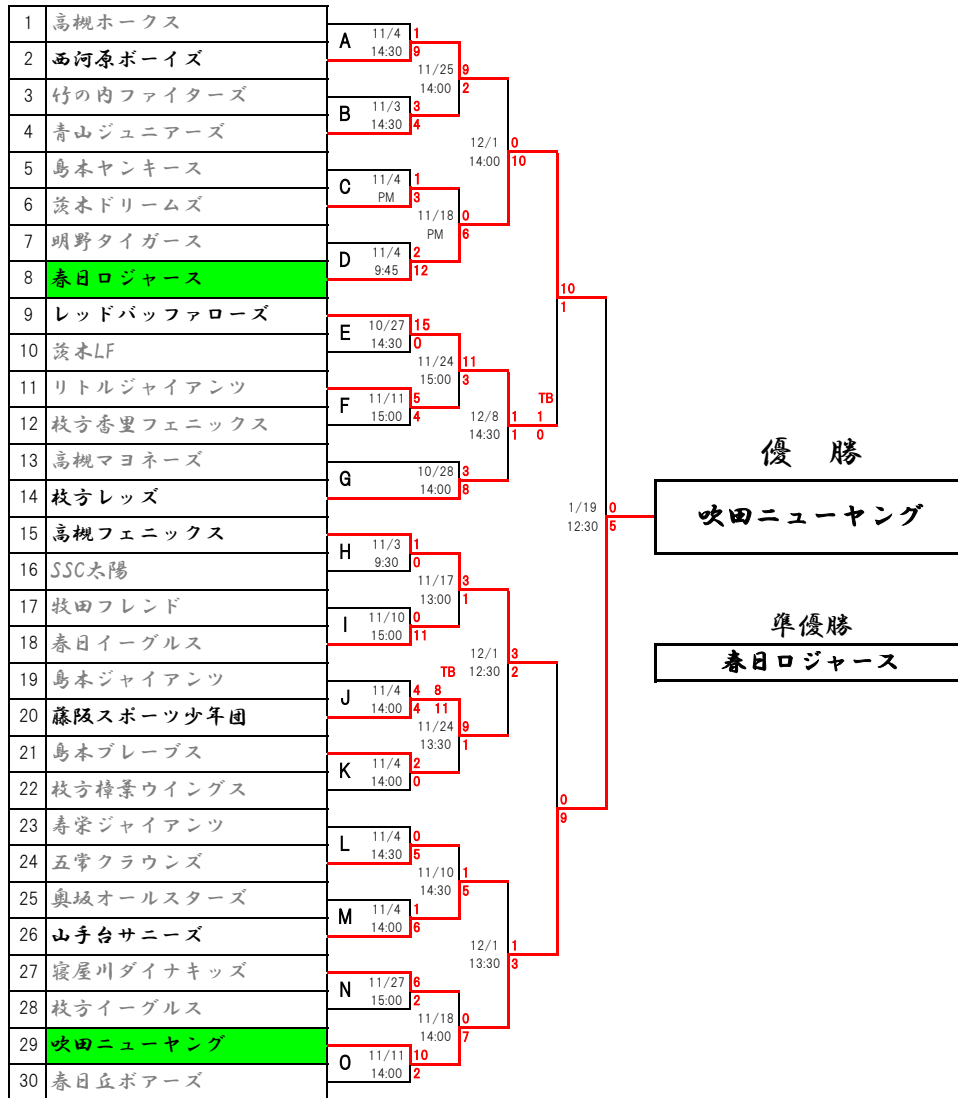 1 高槻ホークス
2 西河原ボーイズ
A 11/4 1
14:30 9
11/25 9
14:00 2
3 竹の内ファイターズ
4 青山ジュニアーズ
B 11/3 3
14:30 4
12/1 0
14:00 10
5 島本ヤンキース
6 茨木ドリームズ
C 11/4 1
PM 3
11/18 0
PM 6
7 明野タイガース
8 春日ロジャース
D 11/4 2
9:45 12
10
1
9 レッドバッファローズ
10 茨木LF
E 10/27 15
14:30 0
11/24 11
15:00 3
11 リトルジャイアンツ
12 枚方香里フェニックス
F 11/11 5
15:00 4
TB
12/8 1 1
14:30 1 0
13 高槻マヨネーズ
14 枚方レッズ
G 10/28 3
14:00 8
優 勝
1/19 0
12:30 5
吹田ニューヤング
15 高槻フェニックス
16 SSC太陽
H 11/3 1
9:30 0
11/17 3
13:00 1
17 牧田フレンド
18 春日イーグルス
I 11/10 0
15:00 11
準優勝
春日ロジャース
12/1 3
12:30 2
19 島本ジャイアンツ
20 藤阪スポーツ少年団
TB
J 11/4 4 8
14:00 4 11
11/24 9
13:30 1
21 島本ブレーブス
22 枚方樟葉ウイングス
K 11/4 2
14:00 0
0
9
23 寿栄ジャイアンツ
24 五常クラウンズ
L 11/4 0
14:30 5
11/10 1
14:30 5
25 奥坂オールスターズ
26 山手台サニーズ
M 11/4 1
14:00 6
12/1 1
13:30 3
27 寝屋川ダイナキッズ
28 枚方イーグルス
N 11/27 6
15:00 2
11/18 0
14:00 7
29 吹田ニューヤング
30 春日丘ボアーズ
O 11/11 10
14:00 2